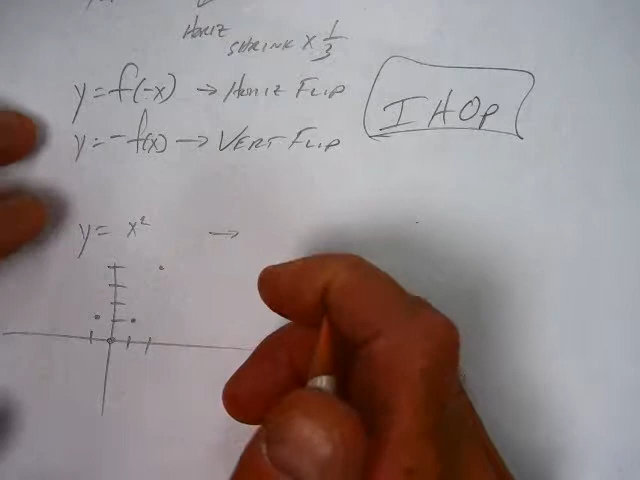 HORIZ
SHRINK x 1/3
y = f(-x) → HORIZ FLIP
y = -f(x) → VERT FLIP
IHOP
y = x² →